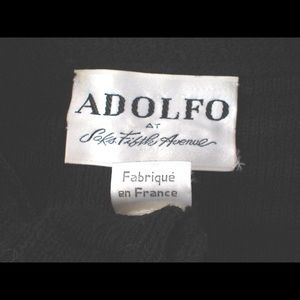 ADOLFO
AT
Saks Fifth Avenue
Fabriqué
en France